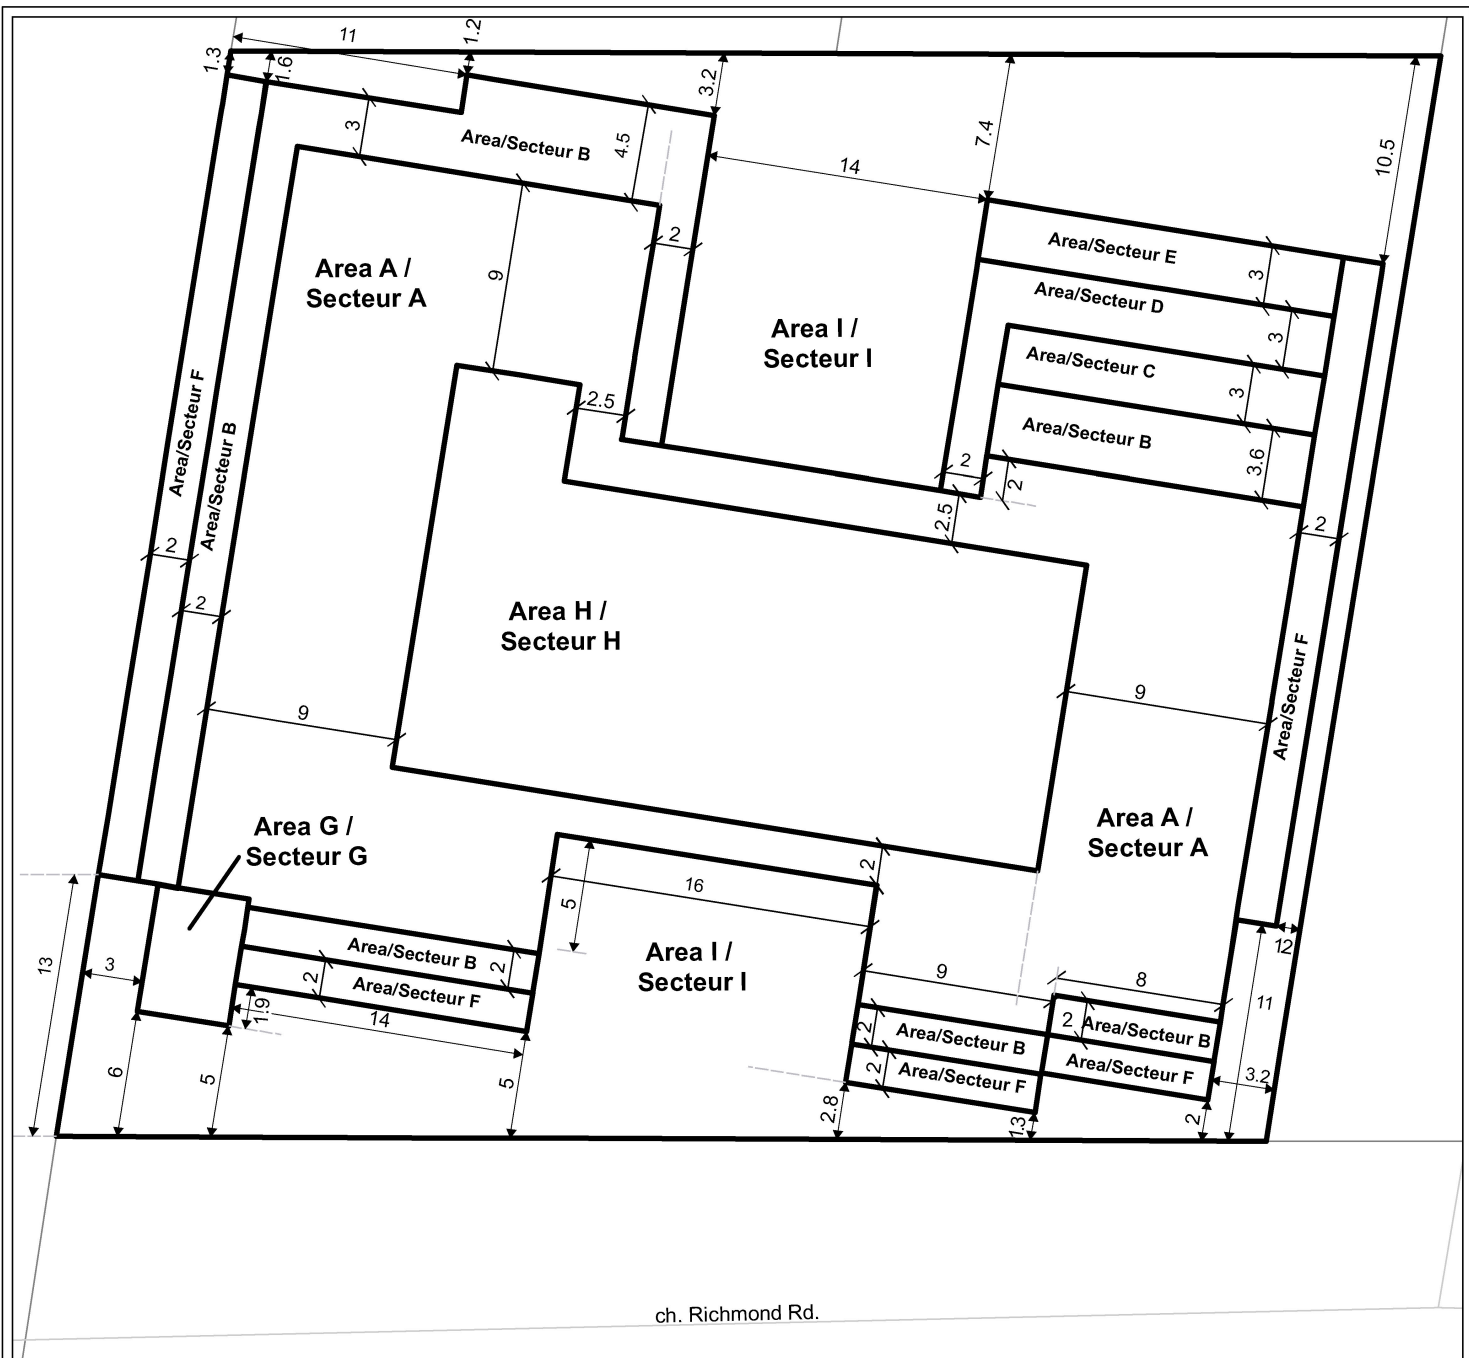 11
1.2
1.3
1.6
3.2
7.4
10.5
3
Area/Secteur B
4.5
14
2
Area/Secteur E
3
Area A /
Secteur A
9
Area/Secteur D
3
Area I /
Secteur I
Area/Secteur C
3
2.5
Area/Secteur F
Area/Secteur B
Area/Secteur B
3.6
2
2
2.5
2
2
2
Area H /
Secteur H
Area/Secteur F
9
9
Area G /
Secteur G
Area A /
Secteur A
2
16
5
13
3
Area/Secteur B
2
Area I /
Secteur I
12
9
8
11
2
Area/Secteur F
1.9
14
2
Area/Secteur B
2
Area/Secteur B
6
5
5
2
Area/Secteur F
Area/Secteur F
3.2
2.8
1.3
2
ch. Richmond Rd.